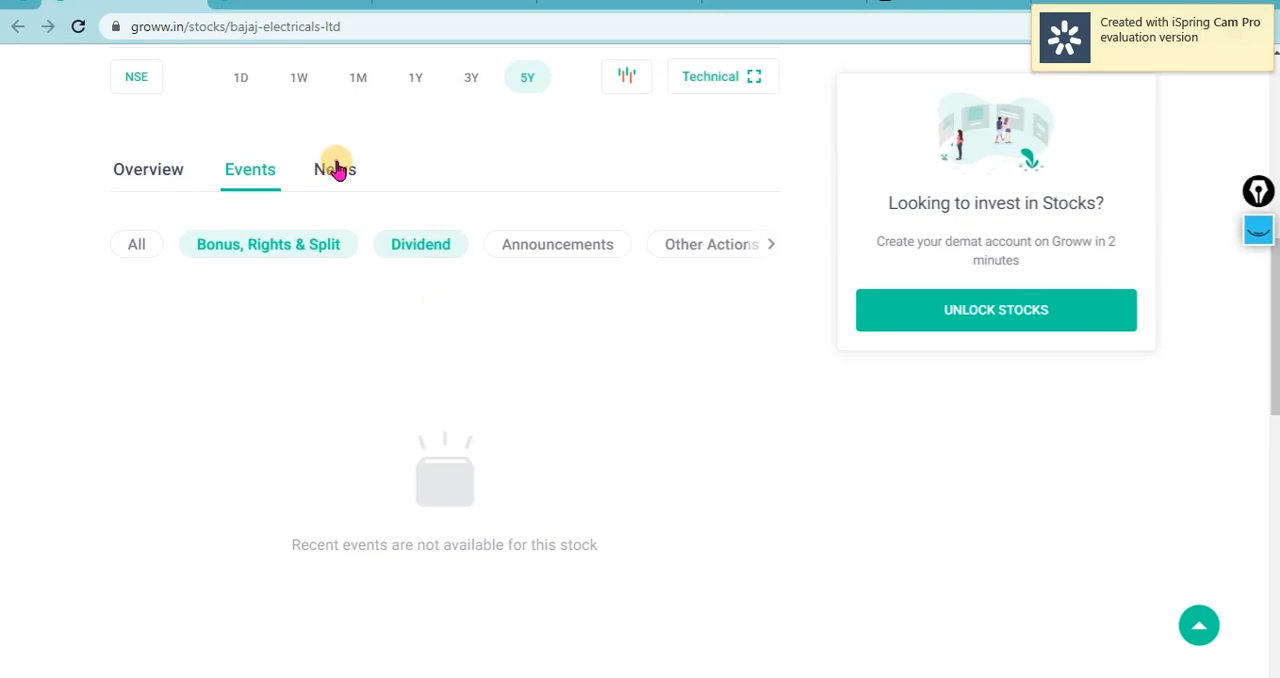 groww.in/stocks/bajaj-electricals-ltd
Created with iSpring Cam Pro
evaluation version
NSE
1D
1W
1M
1Y
3Y
5Y
Technical
Overview
Events
News
All
Bonus, Rights & Split
Dividend
Announcements
Other Actions
Looking to invest in Stocks?
Create your demat account on Groww in 2
minutes
UNLOCK STOCKS
Recent events are not available for this stock